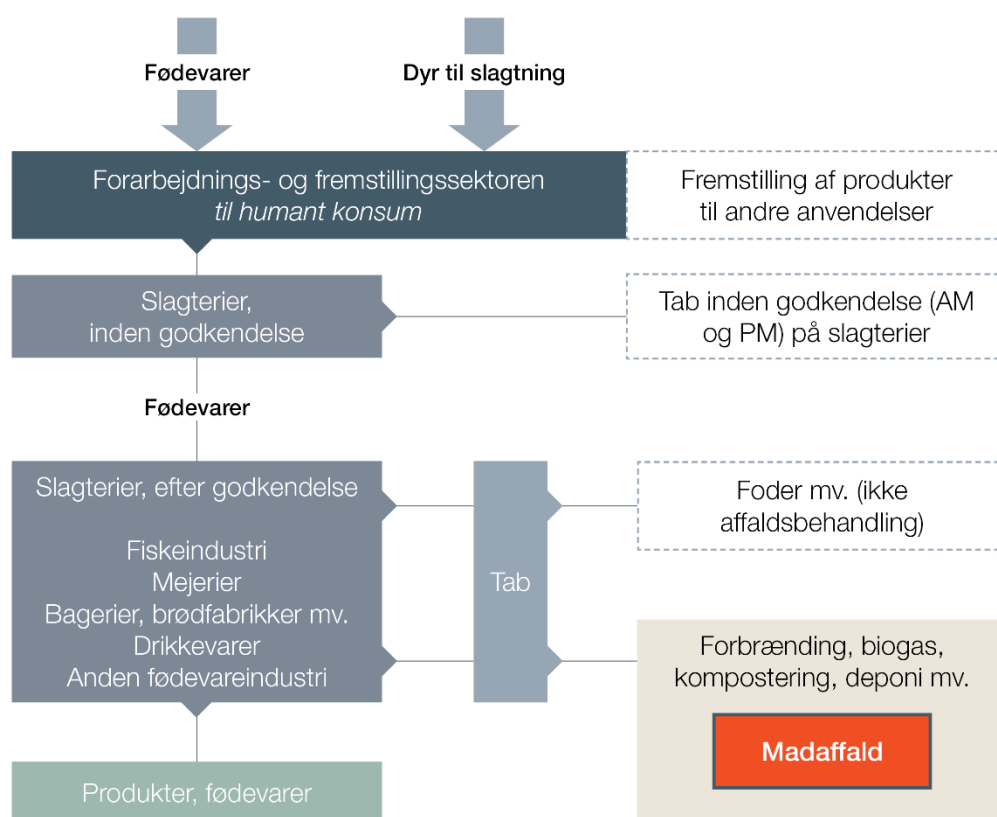 Fødevarer
Dyr til slagtning
Forarbejdnings- og fremstillingssektoren
til humant konsum
Fremstilling af produkter
til andre anvendelser
Slagterier,
inden godkendelse
Tab inden godkendelse (AM
og PM) på slagterier
Fødevarer
Slagterier, efter godkendelse
Fiskeindustri
Mejerier
Bagerier, brødfabrikker mv.
Drikkevarer
Anden fødevareindustri
Tab
Foder mv. (ikke
affaldsbehandling)
Forbrænding, biogas,
kompostering, deponi mv.
Madaffald
Produkter, fødevarer